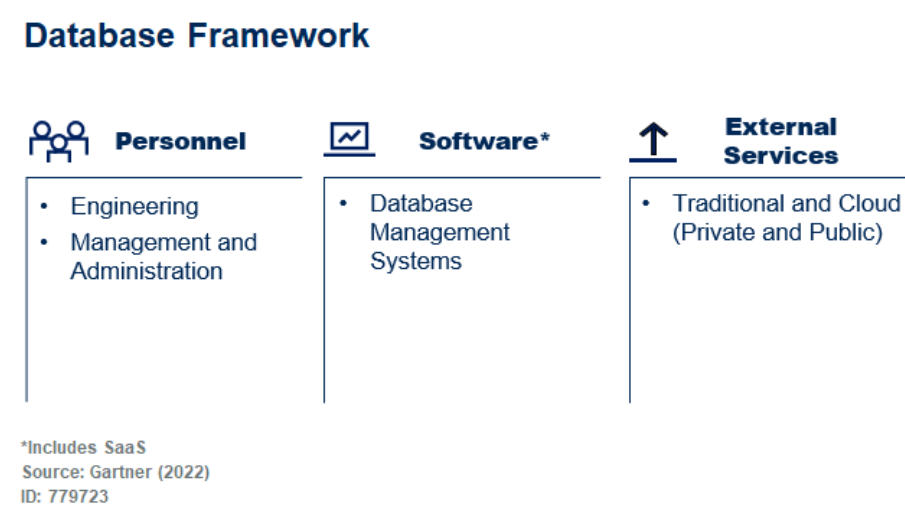 Database Framework
Personnel
• Engineering
• Management and
Administration
Software*
• Database
Management
Systems
External
Services
• Traditional and Cloud
(Private and Public)
*Includes SaaS
Source: Gartner (2022)
ID: 779723